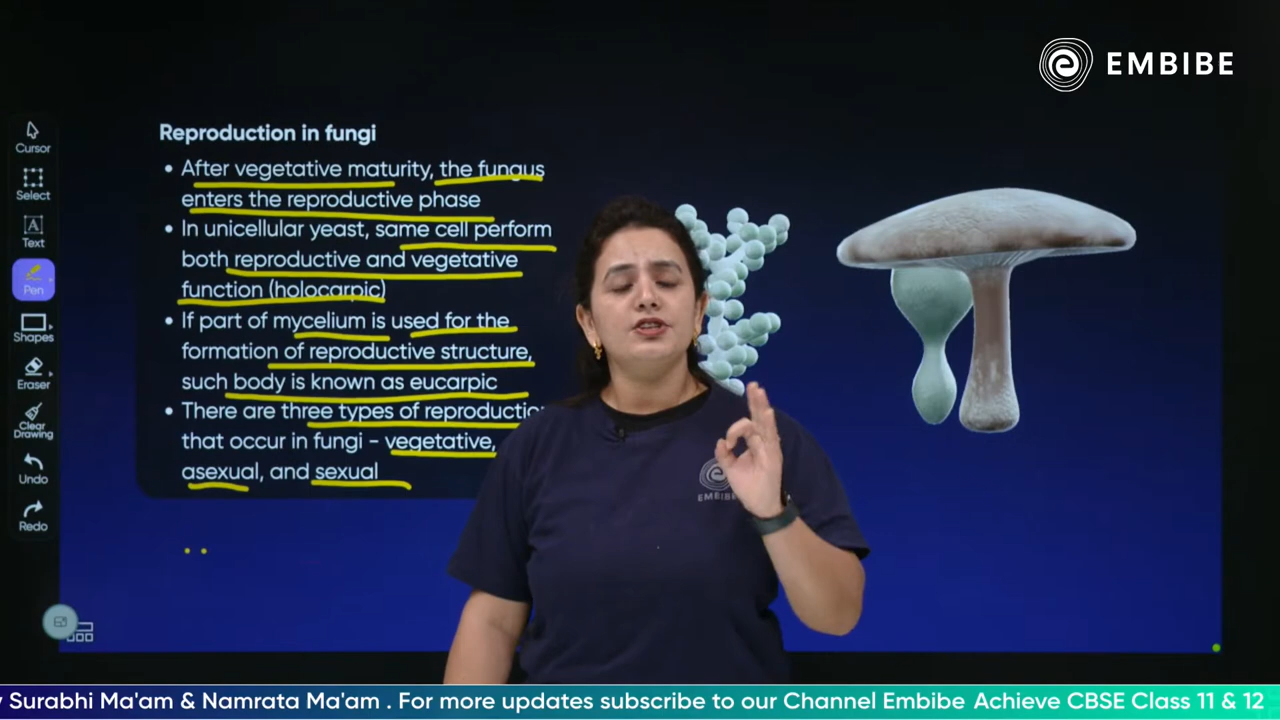 EMBIBE
Cursor
Select
Text
Pen
Shapes
Eraser
Clear
Drawing
Undo
Redo
Reproduction in fungi
• After vegetative maturity, the fungus
enters the reproductive phase
• In unicellular yeast, same cell perform
both reproductive and vegetative
function (holocarpic)
• If part of mycelium is used for the
formation of reproductive structure,
such body is known as eucarpic
• There are three types of reproductio
that occur in fungi - vegetative,
asexual, and sexual
EMBIBE
Surabhi Ma'am & Namrata Ma'am . For more updates subscribe to our Channel Embibe Achieve CBSE Class 11 & 12